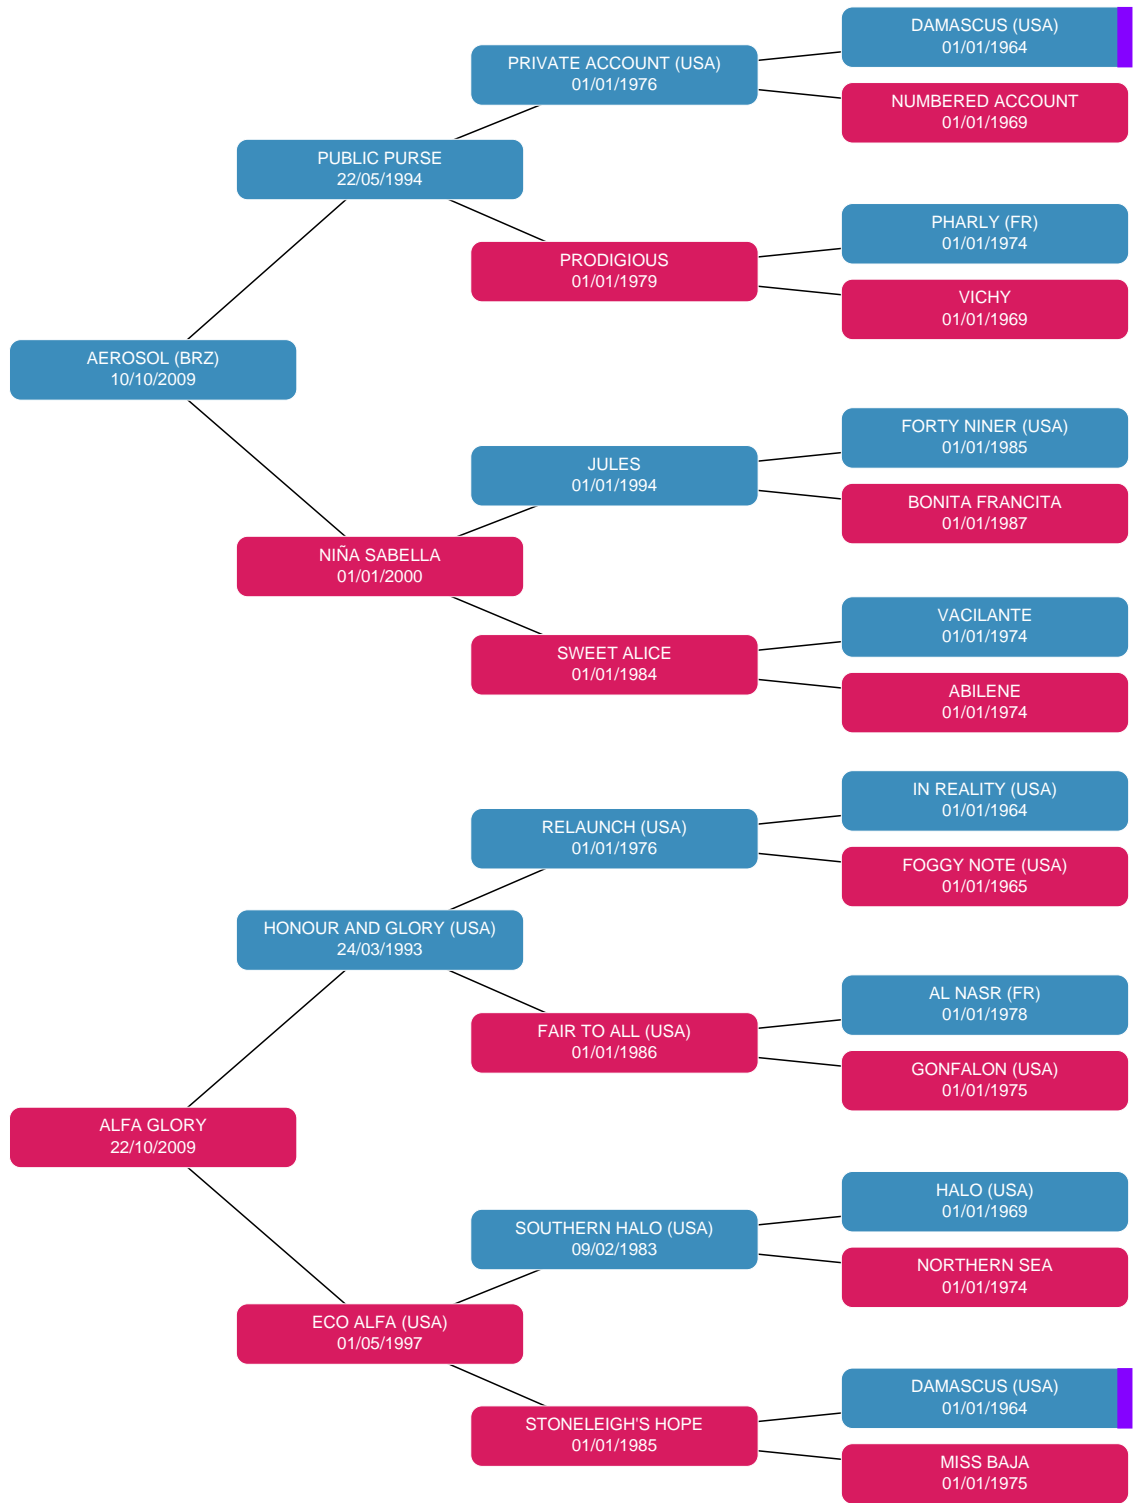 DAMASCUS (USA)
01/01/1964
PRIVATE ACCOUNT (USA)
01/01/1976
NUMBERED ACCOUNT
01/01/1969
PUBLIC PURSE
22/05/1994
PHARLY (FR)
01/01/1974
PRODIGIOUS
01/01/1979
VICHY
01/01/1969
AEROSOL (BRZ)
10/10/2009
FORTY NINER (USA)
01/01/1985
JULES
01/01/1994
BONITA FRANCITA
01/01/1987
NIÑA SABELLA
01/01/2000
VACILANTE
01/01/1974
SWEET ALICE
01/01/1984
ABILENE
01/01/1974
IN REALITY (USA)
01/01/1964
RELAUNCH (USA)
01/01/1976
FOGGY NOTE (USA)
01/01/1965
HONOUR AND GLORY (USA)
24/03/1993
AL NASR (FR)
01/01/1978
FAIR TO ALL (USA)
01/01/1986
GONFALON (USA)
01/01/1975
ALFA GLORY
22/10/2009
HALO (USA)
01/01/1969
SOUTHERN HALO (USA)
09/02/1983
NORTHERN SEA
01/01/1974
ECO ALFA (USA)
01/05/1997
DAMASCUS (USA)
01/01/1964
STONELEIGH'S HOPE
01/01/1985
MISS BAJA
01/01/1975